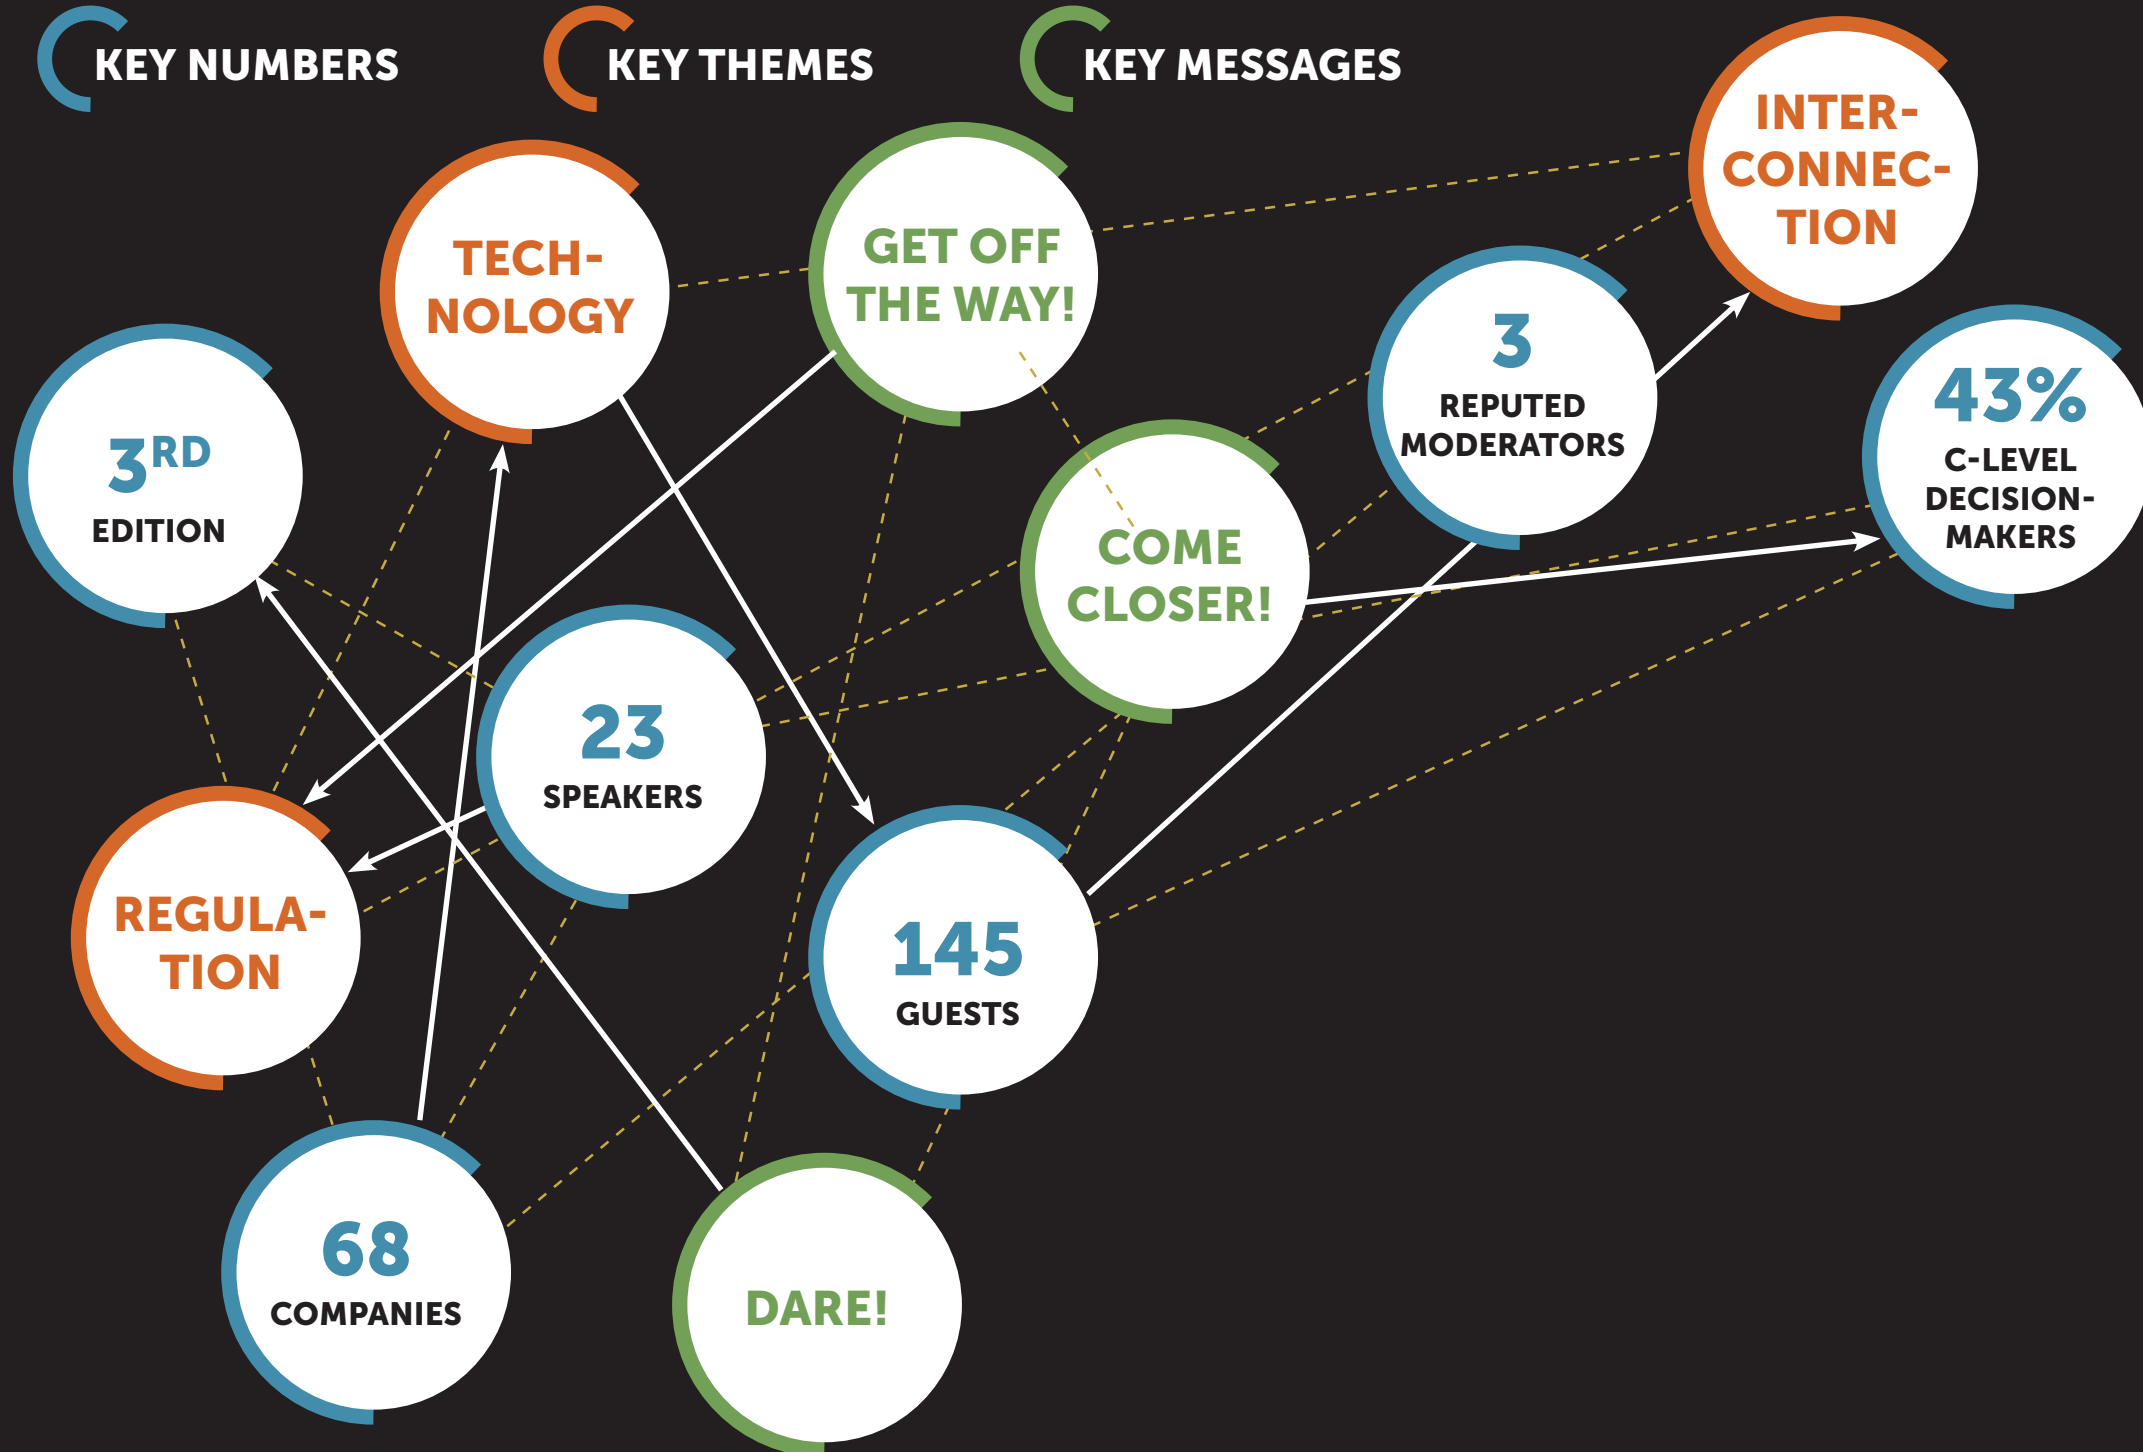 KEY NUMBERS
KEY THEMES
KEY MESSAGES
INTER-
CONNEC-
TION
TECH-
NOLOGY
GET OFF
THE WAY!
3
REPUTED
MODERATORS
43%
C-LEVEL
DECISION-
MAKERS
3RD
EDITION
COME
CLOSER!
23
SPEAKERS
REGULA-
TION
145
GUESTS
68
COMPANIES
DARE!